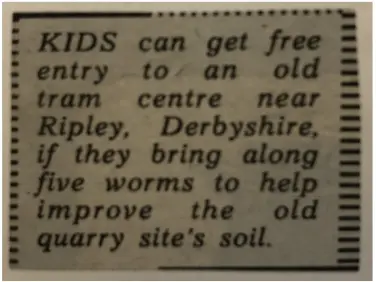 KIDS can get free
entry to an old
tram centre near
Ripley, Derbyshire,
if they bring along
five worms to help
improve the old
quarry site's soil.